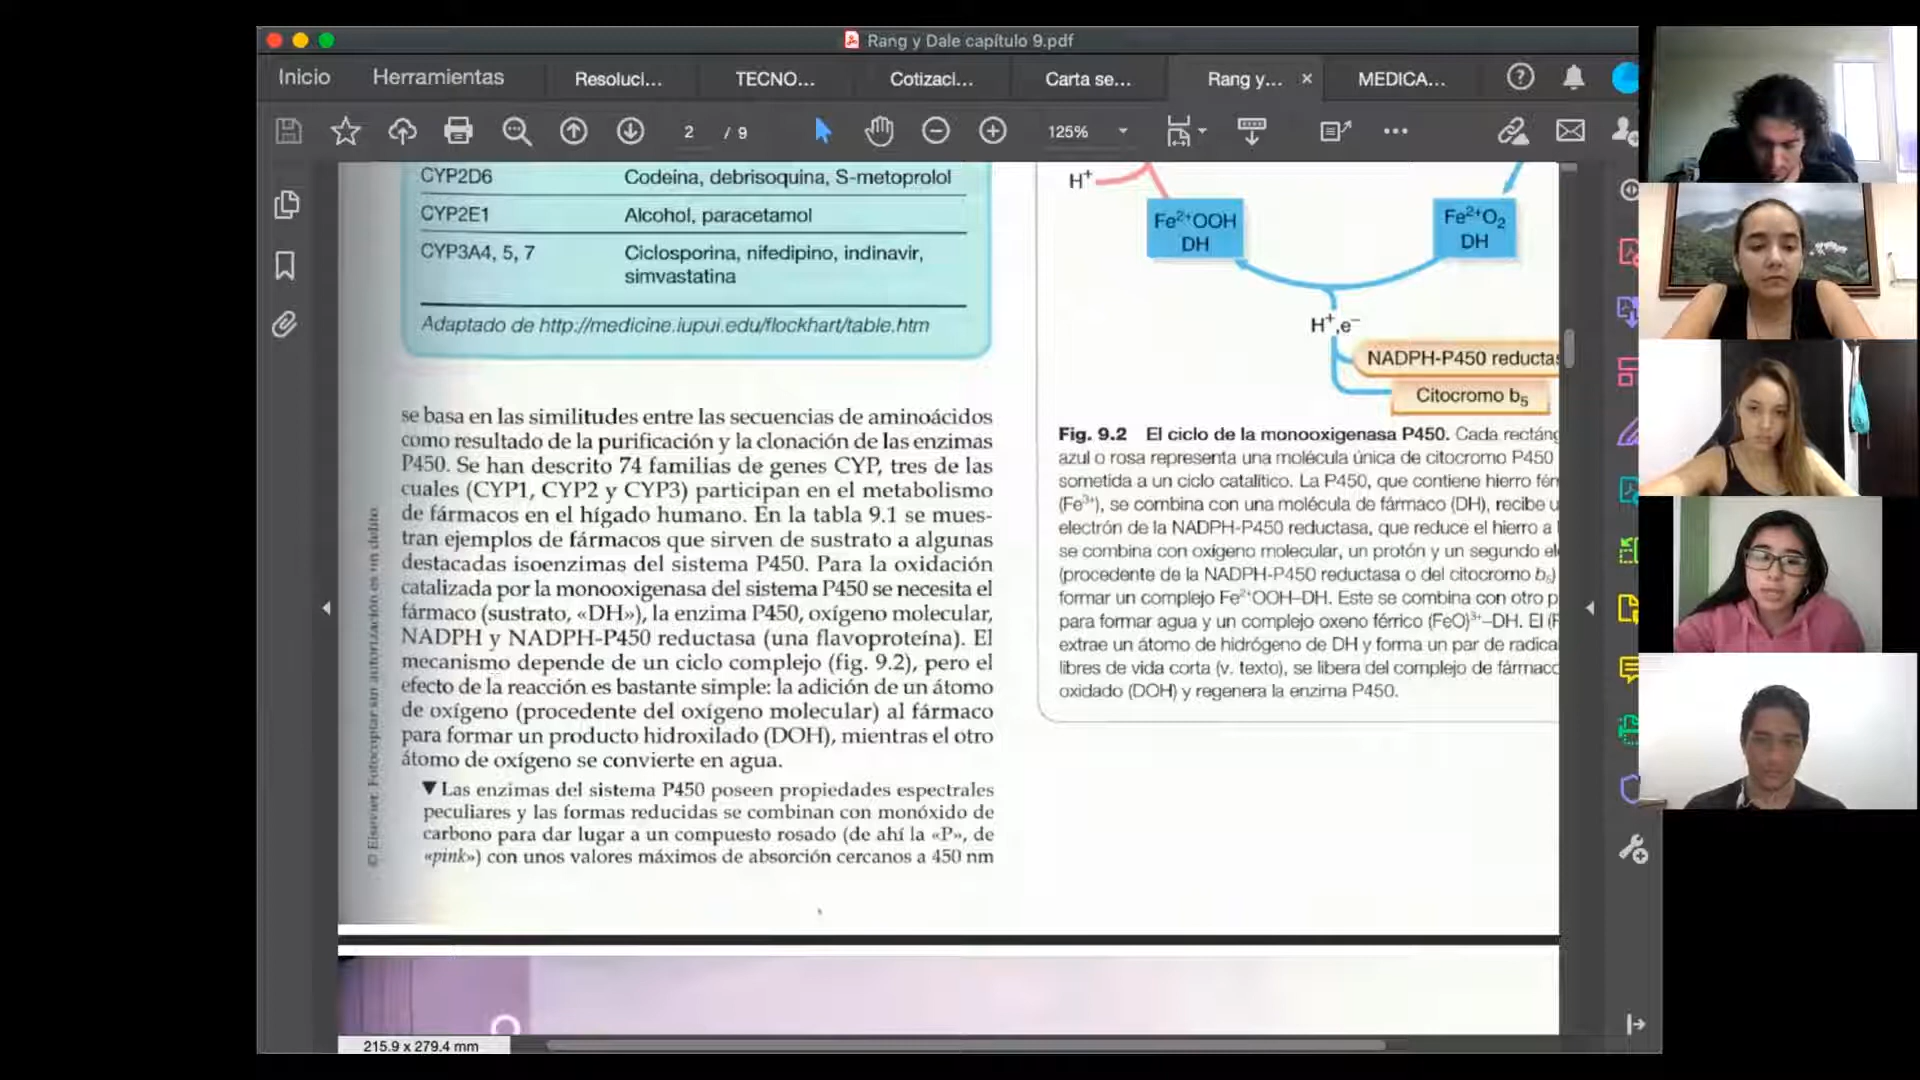 Rang y Dale capítulo 9.pdf
Inicio
Herramientas
Resoluci...
TECNO...
Cotizaci...
Carta se...
Rang y...
MEDICA...
2 / 9
125%
CYP2D6 Codeína, debrisoquina, S-metoprolol
CYP2E1 Alcohol, paracetamol
CYP3A4, 5, 7 Ciclosporina, nifedipino, indinavir,
simvastatina
Adaptado de http://medicine.iupui.edu/flockhart/table.htm
se basa en las similitudes entre las secuencias de aminoácidos
como resultado de la purificación y la clonación de las enzimas
P450. Se han descrito 74 familias de genes CYP, tres de las
cuales (CYP1, CYP2 y CYP3) participan en el metabolismo
de fármacos en el hígado humano. En la tabla 9.1 se mues-
tran ejemplos de fármacos que sirven de sustrato a algunas
destacadas isoenzimas del sistema P450. Para la oxidación
catalizada por la monooxigenasa del sistema P450 se necesita el
fármaco (sustrato, «DH»), la enzima P450, oxígeno molecular,
NADPH y NADPH-P450 reductasa (una flavoproteína). El
mecanismo depende de un ciclo complejo (fig. 9.2), pero el
efecto de la reacción es bastante simple: la adición de un átomo
de oxígeno (procedente del oxígeno molecular) al fármaco
para formar un producto hidroxilado (DOH), mientras el otro
átomo de oxígeno se convierte en agua.
▼ Las enzimas del sistema P450 poseen propiedades espectrales
peculiares y las formas reducidas se combinan con monóxido de
carbono para dar lugar a un compuesto rosado (de ahí la «P», de
«pink») con unos valores máximos de absorción cercanos a 450 nm
© Elsevier. Fotocopiar sin autorización es un delito
H⁺
Fe²⁺OOH
DH
Fe²⁺O₂
DH
H⁺,e⁻
NADPH-P450 reductas
Citocromo b₅
Fig. 9.2 El ciclo de la monooxigenasa P450. Cada rectáng
azul o rosa representa una molécula única de citocromo P450
sometida a un ciclo catalítico. La P450, que contiene hierro fér
(Fe³⁺), se combina con una molécula de fármaco (DH), recibe u
electrón de la NADPH-P450 reductasa, que reduce el hierro a
se combina con oxígeno molecular, un protón y un segundo el
(procedente de la NADPH-P450 reductasa o del citocromo b₅)
formar un complejo Fe²⁺OOH–DH. Este se combina con otro p
para formar agua y un complejo oxeno férrico (FeO)³⁺–DH. El (F
extrae un átomo de hidrógeno de DH y forma un par de radica
libres de vida corta (v. texto), se libera del complejo de fármaco
oxidado (DOH) y regenera la enzima P450.
215.9 x 279.4 mm